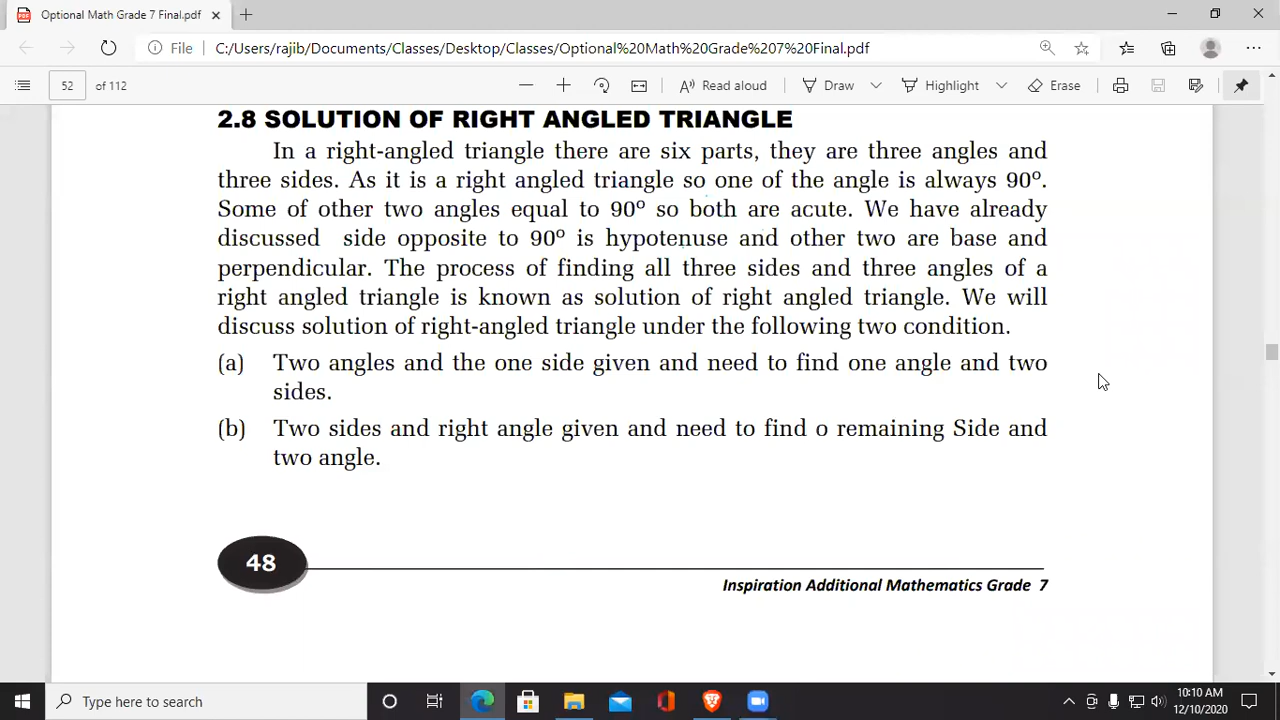 Optional Math Grade 7 Final.pdf
File
C:/Users/rajib/Documents/Classes/Desktop/Classes/Optional%20Math%20Grade%207%20Final.pdf
52 of 112
Read aloud
Draw
Highlight
Erase
2.8 SOLUTION OF RIGHT ANGLED TRIANGLE
In a right-angled triangle there are six parts, they are three angles and
three sides. As it is a right angled triangle so one of the angle is always 90º.
Some of other two angles equal to 90º so both are acute. We have already
discussed side opposite to 90º is hypotenuse and other two are base and
perpendicular. The process of finding all three sides and three angles of a
right angled triangle is known as solution of right angled triangle. We will
discuss solution of right-angled triangle under the following two condition.
(a) Two angles and the one side given and need to find one angle and two
sides.
(b) Two sides and right angle given and need to find o remaining Side and
two angle.
48
Inspiration Additional Mathematics Grade 7
Type here to search
10:10 AM
12/10/2020